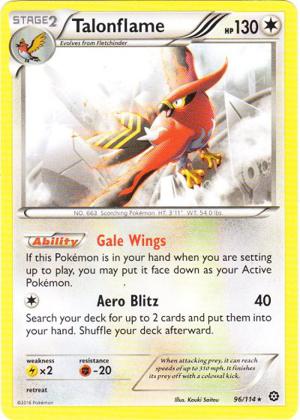 STAGE2 Talonflame HP130
Evolves from Fletchinder
NO. 663 Scorching Pokémon HT. 3'11" WT. 54.0 lbs.
Ability Gale Wings
If this Pokémon is in your hand when you are setting
up to play, you may put it face down as your Active
Pokémon.
Aero Blitz 40
Search your deck for up to 2 cards and put them into
your hand. Shuffle your deck afterward.
weakness resistance
×2 -20
retreat
When attacking prey, it can reach
speeds of up to 310 mph. It finishes
its prey off with a colossal kick.
©2016 Pokémon
Illus. Kouki Saitou 96/114★